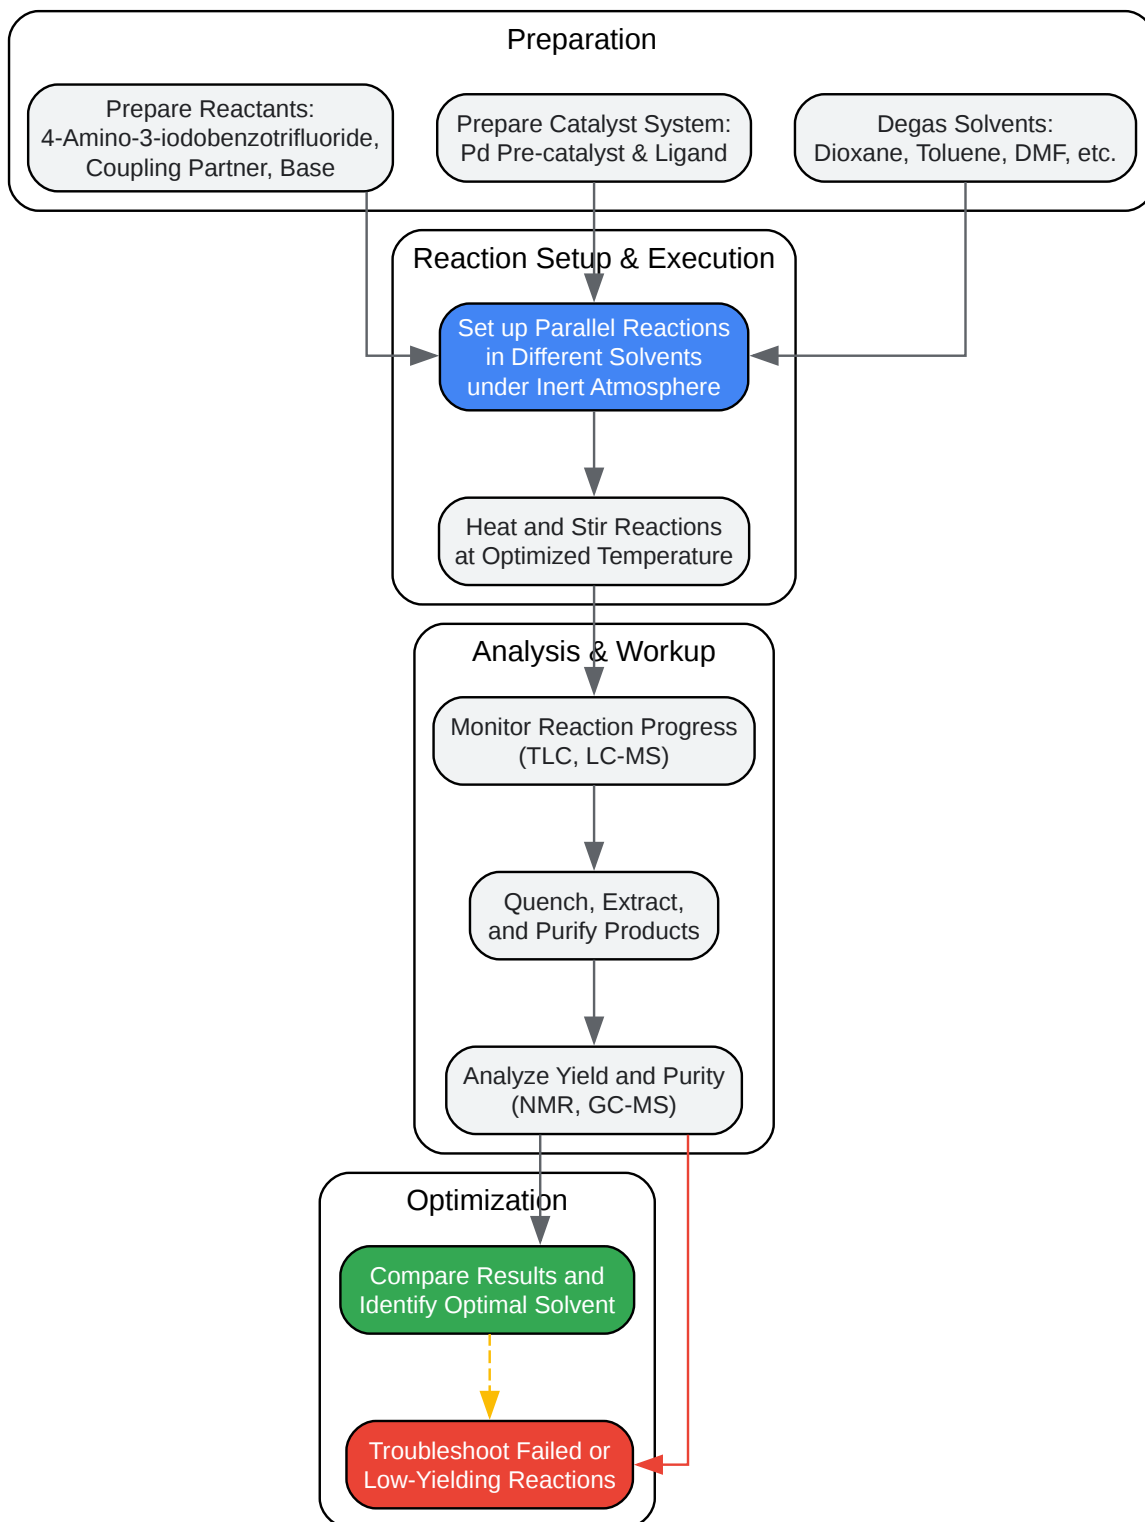 Preparation
Prepare Reactants:
4-Amino-3-iodobenzotrifluoride,
Coupling Partner, Base
Prepare Catalyst System:
Pd Pre-catalyst & Ligand
Degas Solvents:
Dioxane, Toluene, DMF, etc.
Reaction Setup & Execution
Set up Parallel Reactions
in Different Solvents
under Inert Atmosphere
Heat and Stir Reactions
at Optimized Temperature
Analysis & Workup
Monitor Reaction Progress
(TLC, LC-MS)
Quench, Extract,
and Purify Products
Analyze Yield and Purity
(NMR, GC-MS)
Optimization
Compare Results and
Identify Optimal Solvent
Troubleshoot Failed or
Low-Yielding Reactions